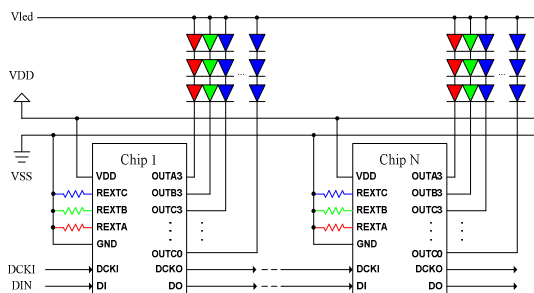 Vled
VDD
VSS
Chip 1
VDD
REXTC
REXTB
REXTA
GND
DCKI
DI
OUTA3
OUTB3
OUTC3
OUTC0
DCKO
DO
Chip N
VDD
REXTC
REXTB
REXTA
GND
DCKI
DI
OUTA3
OUTB3
OUTC3
OUTC0
DCKO
DO
DCKI
DIN